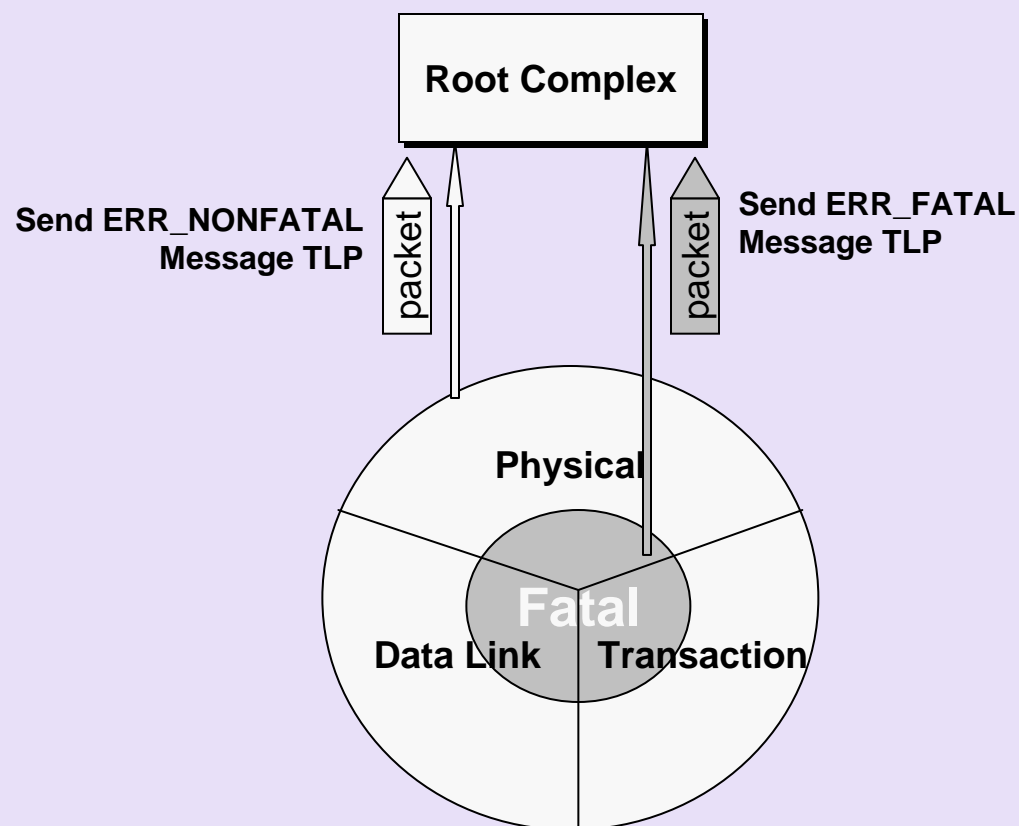 Root Complex
Send ERR_NONFATAL
Message TLP
packet
packet
Send ERR_FATAL
Message TLP
Physical
Fatal
Data Link
Transaction